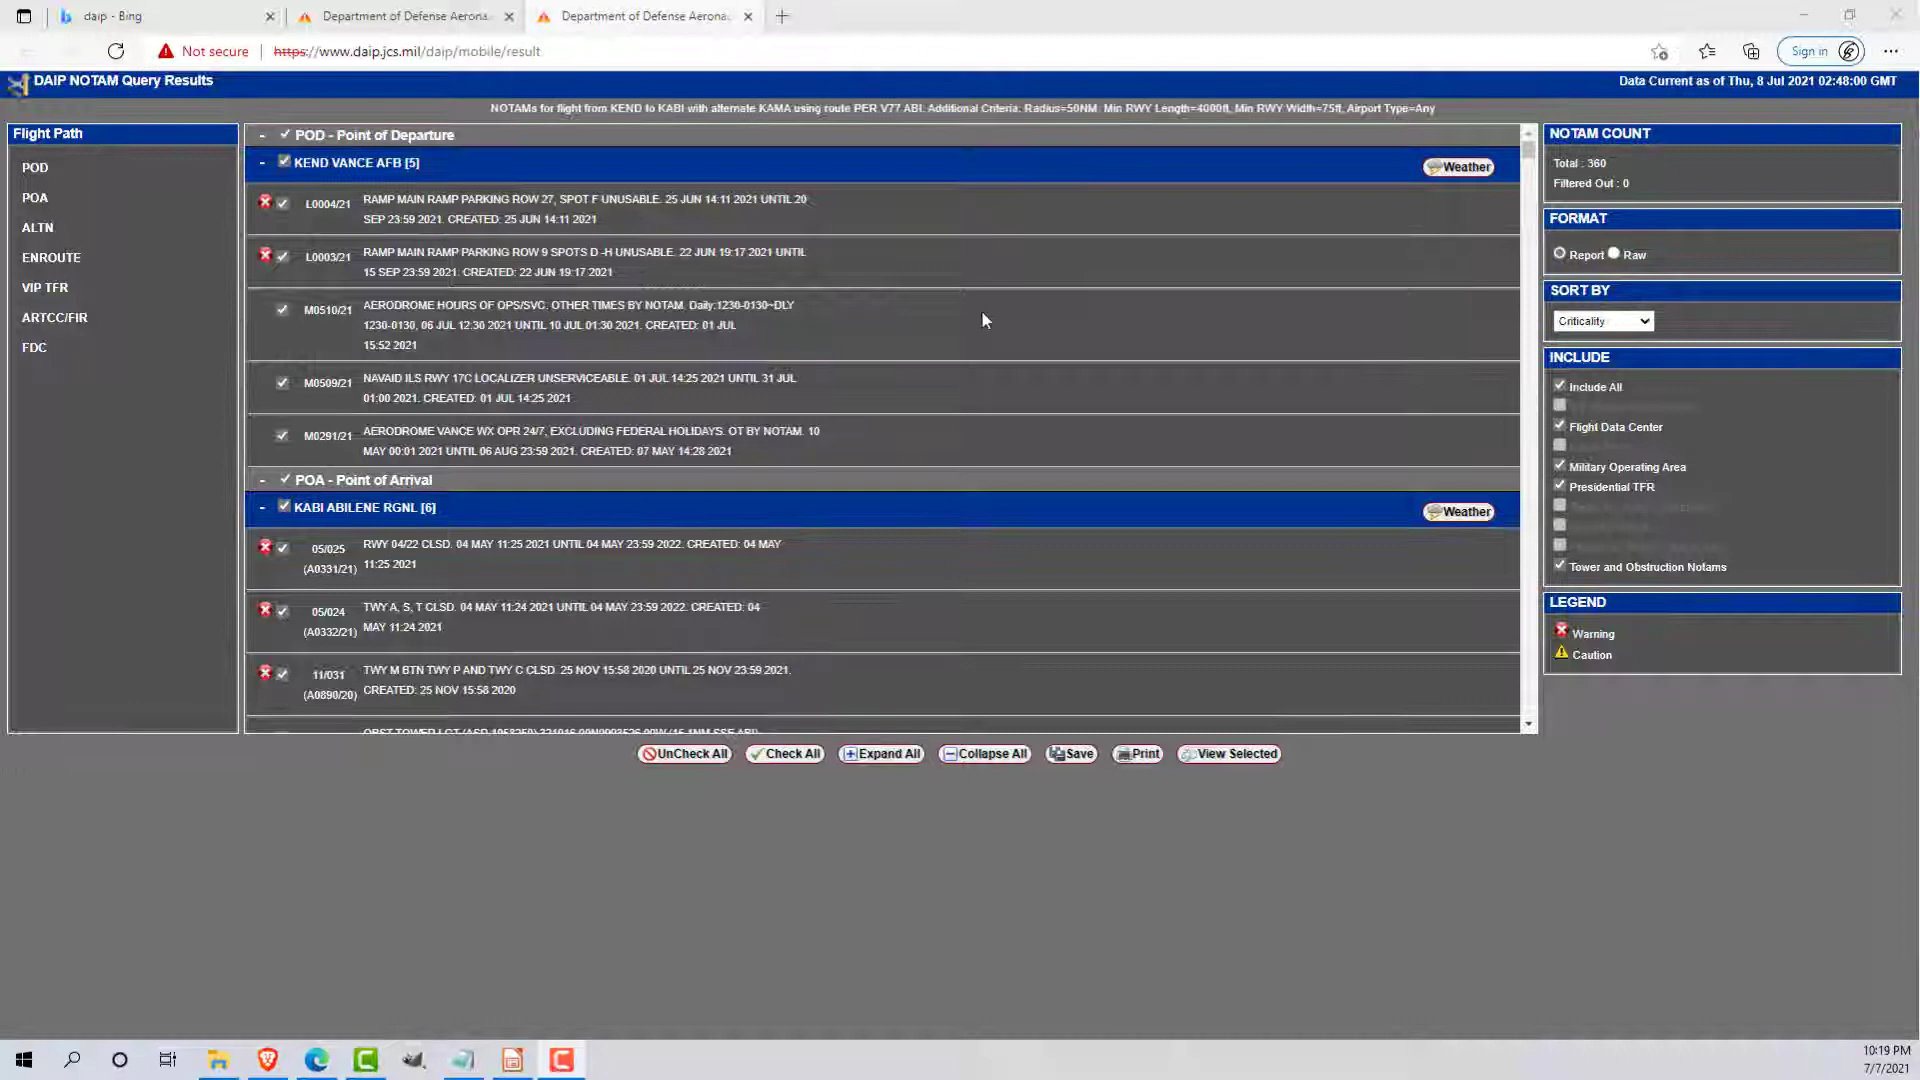 daip - Bing
Department of Defense Aerona
Department of Defense Aerona
Not secure
https://www.daip.jcs.mil/daip/mobile/result
Sign in
DAIP NOTAM Query Results
Data Current as of Thu, 8 Jul 2021 02:48:00 GMT
NOTAMs for flight from KEND to KABI with alternate KAMA using route PER V77 ABI. Additional Criteria: Radius=50NM Min RWY Length=4000ft, Min RWY Width=75ft, Airport Type=Any
Flight Path
POD
POA
ALTN
ENROUTE
VIP TFR
ARTCC/FIR
FDC
- POD - Point of Departure
- KEND VANCE AFB [5]
Weather
L0004/21
RAMP MAIN RAMP PARKING ROW 27, SPOT F UNUSABLE. 25 JUN 14:11 2021 UNTIL 20
SEP 23:59 2021. CREATED: 25 JUN 14:11 2021
L0003/21
RAMP MAIN RAMP PARKING ROW 9 SPOTS D -H UNUSABLE. 22 JUN 19:17 2021 UNTIL
15 SEP 23:59 2021. CREATED: 22 JUN 19:17 2021
M0510/21
AERODROME HOURS OF OPS/SVC. OTHER TIMES BY NOTAM. Daily:1230-0130~DLY
1230-0130, 06 JUL 12:30 2021 UNTIL 10 JUL 01:30 2021. CREATED: 01 JUL
15:52 2021
M0509/21
NAVAID ILS RWY 17C LOCALIZER UNSERVICEABLE. 01 JUL 14:25 2021 UNTIL 31 JUL
01:00 2021. CREATED: 01 JUL 14:25 2021
M0291/21
AERODROME VANCE WX OPR 24/7, EXCLUDING FEDERAL HOLIDAYS. OT BY NOTAM. 10
MAY 00:01 2021 UNTIL 06 AUG 23:59 2021. CREATED: 07 MAY 14:28 2021
- POA - Point of Arrival
- KABI ABILENE RGNL [6]
Weather
05/025
(A0331/21)
RWY 04/22 CLSD. 04 MAY 11:25 2021 UNTIL 04 MAY 23:59 2022. CREATED: 04 MAY
11:25 2021
05/024
(A0332/21)
TWY A, S, T CLSD. 04 MAY 11:24 2021 UNTIL 04 MAY 23:59 2022. CREATED: 04
MAY 11:24 2021
11/031
(A0890/20)
TWY M BTN TWY P AND TWY C CLSD. 25 NOV 15:58 2020 UNTIL 25 NOV 23:59 2021.
CREATED: 25 NOV 15:58 2020
UnCheck All
Check All
Expand All
Collapse All
Save
Print
View Selected
NOTAM COUNT
Total : 360
Filtered Out : 0
FORMAT
Report Raw
SORT BY
Criticality
INCLUDE
Include All
Flight Data Center
Military Operating Area
Presidential TFR
Tower and Obstruction Notams
LEGEND
Warning
Caution
10:19 PM
7/7/2021